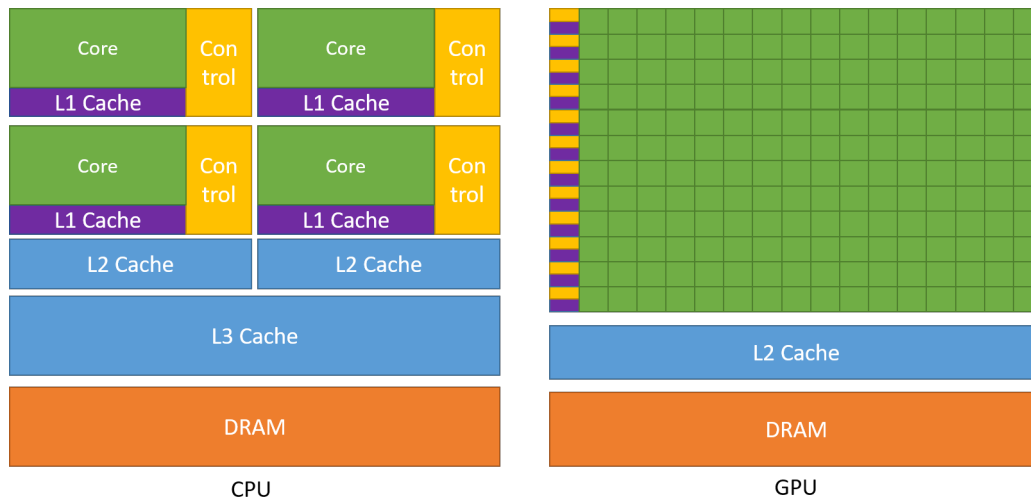 Core
Con
trol
Core
Con
trol
L1 Cache
L1 Cache
Core
Con
trol
Core
Con
trol
L1 Cache
L1 Cache
L2 Cache
L2 Cache
L3 Cache
DRAM
CPU
L2 Cache
DRAM
GPU